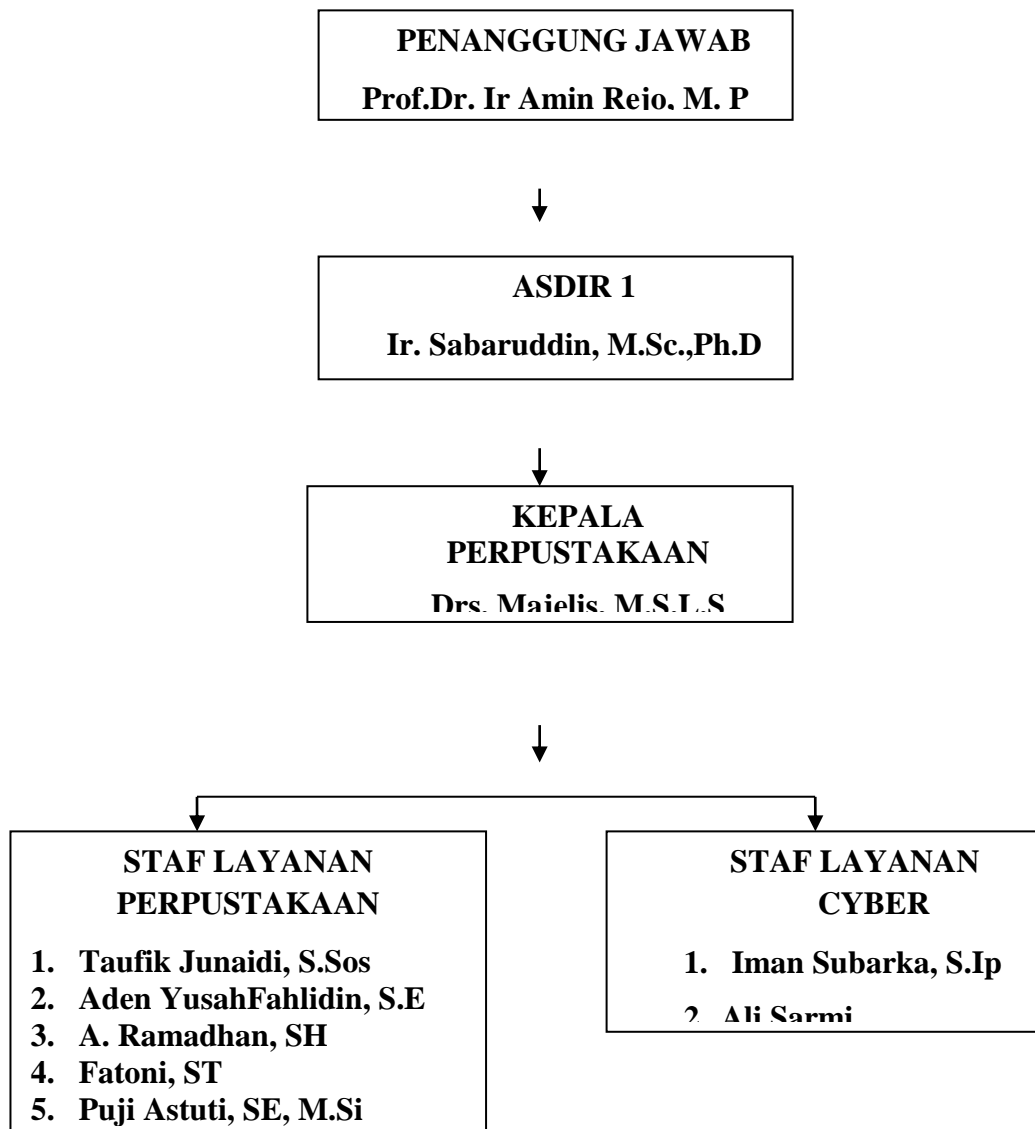 PENANGGUNG JAWAB
Prof.Dr. Ir Amin Rejo, M. P
ASDIR 1
Ir. Sabaruddin, M.Sc.,Ph.D
KEPALA
PERPUSTAKAAN
Drs. Majelis, M.S.L.S
STAF LAYANAN
PERPUSTAKAAN
1. Taufik Junaidi, S.Sos
2. Aden YusahFahlidin, S.E
3. A. Ramadhan, SH
4. Fatoni, ST
5. Puji Astuti, SE, M.Si
STAF LAYANAN
CYBER
1. Iman Subarka, S.Ip
2. Ali Sarmi